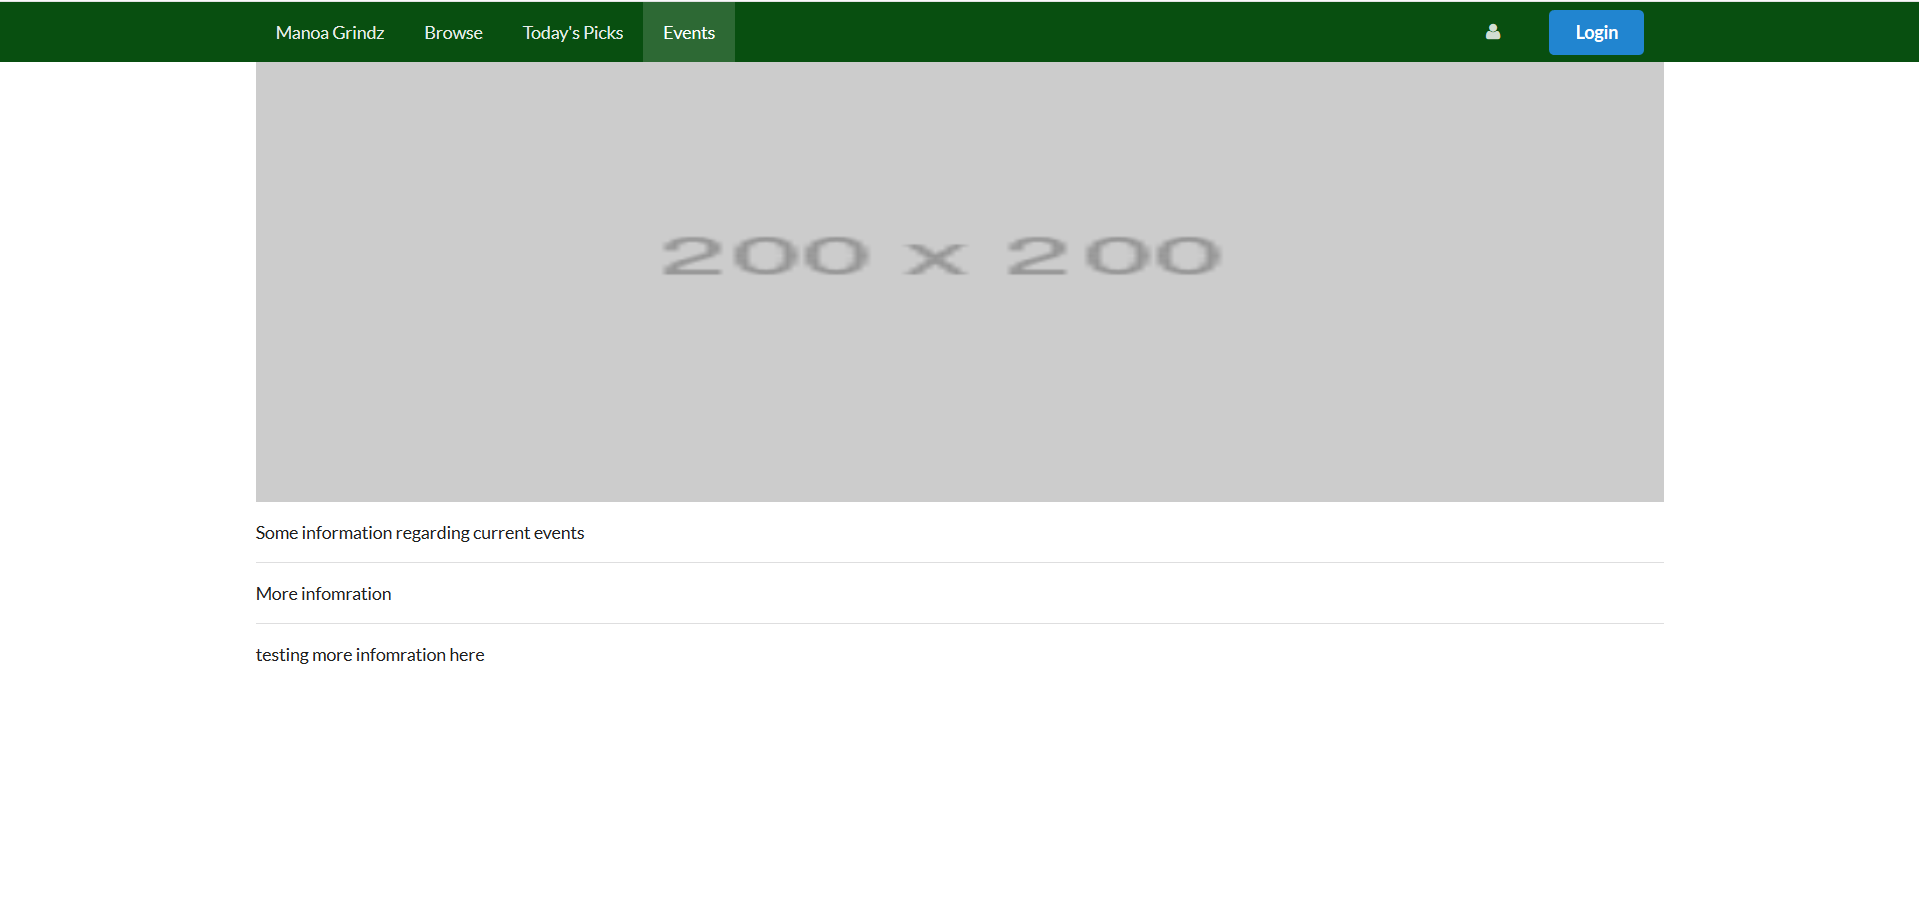 Manoa Grindz Browse Today's Picks Events Login
200 x 200
Some information regarding current events
More infomration
testing more infomration here